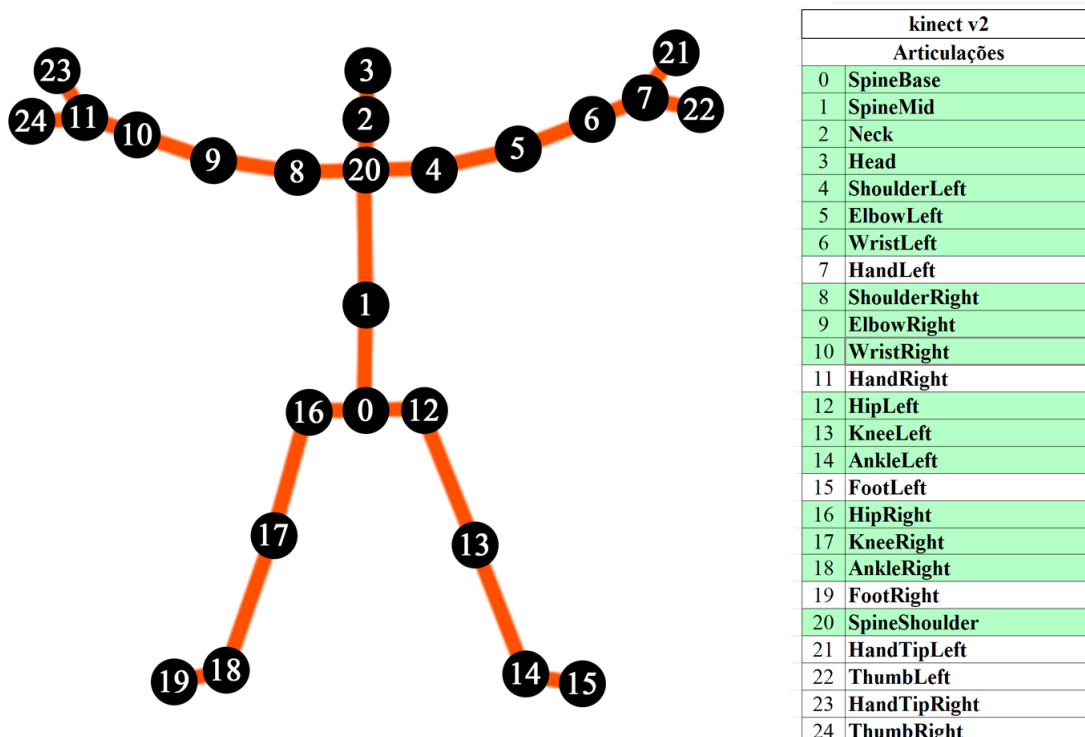 23
21
3
24
11
10
2
7
22
6
5
9
8
20
4
1
16
0
12
17
13
19
18
14
15
kinect v2
Articulações
0 SpineBase
1 SpineMid
2 Neck
3 Head
4 ShoulderLeft
5 ElbowLeft
6 WristLeft
7 HandLeft
8 ShoulderRight
9 ElbowRight
10 WristRight
11 HandRight
12 HipLeft
13 KneeLeft
14 AnkleLeft
15 FootLeft
16 HipRight
17 KneeRight
18 AnkleRight
19 FootRight
20 SpineShoulder
21 HandTipLeft
22 ThumbLeft
23 HandTipRight
24 ThumbRight